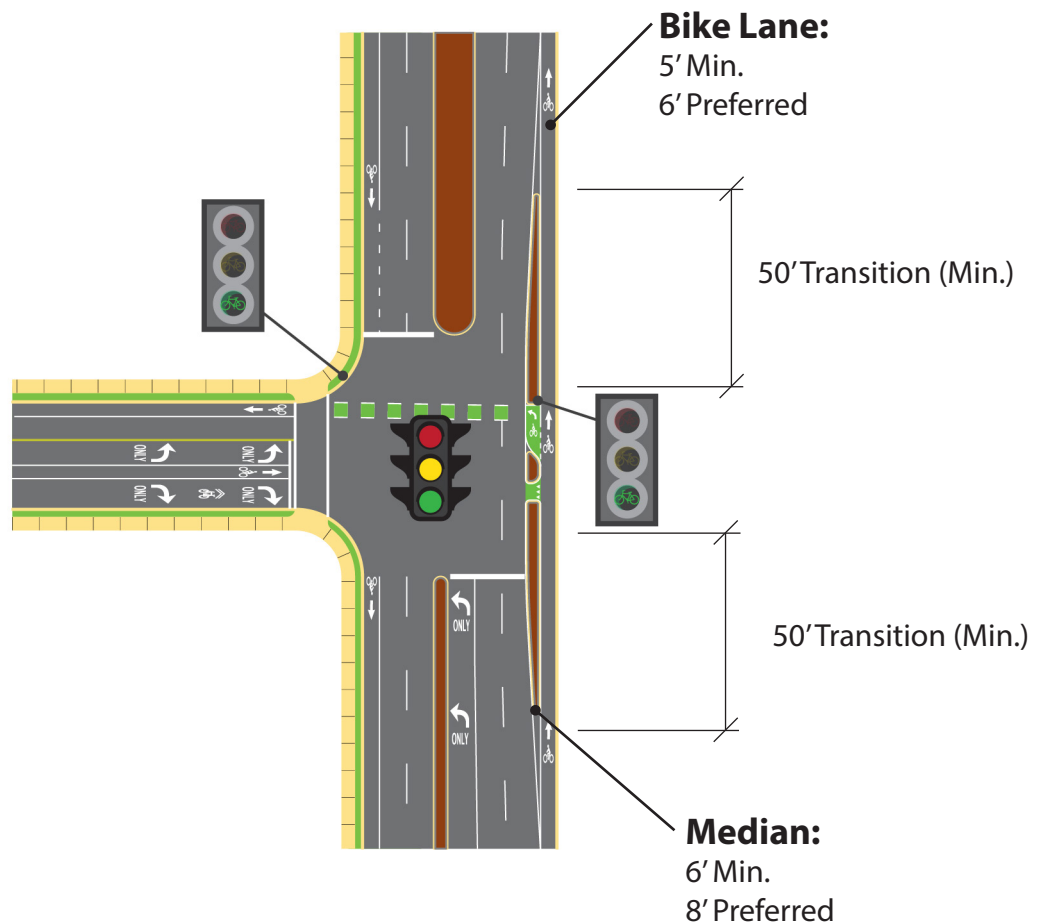 Bike Lane:
5’ Min.
6’ Preferred
50’ Transition (Min.)
ONLY
ONLY
ONLY
ONLY
50’ Transition (Min.)
ONLY
ONLY
Median:
6’ Min.
8’ Preferred